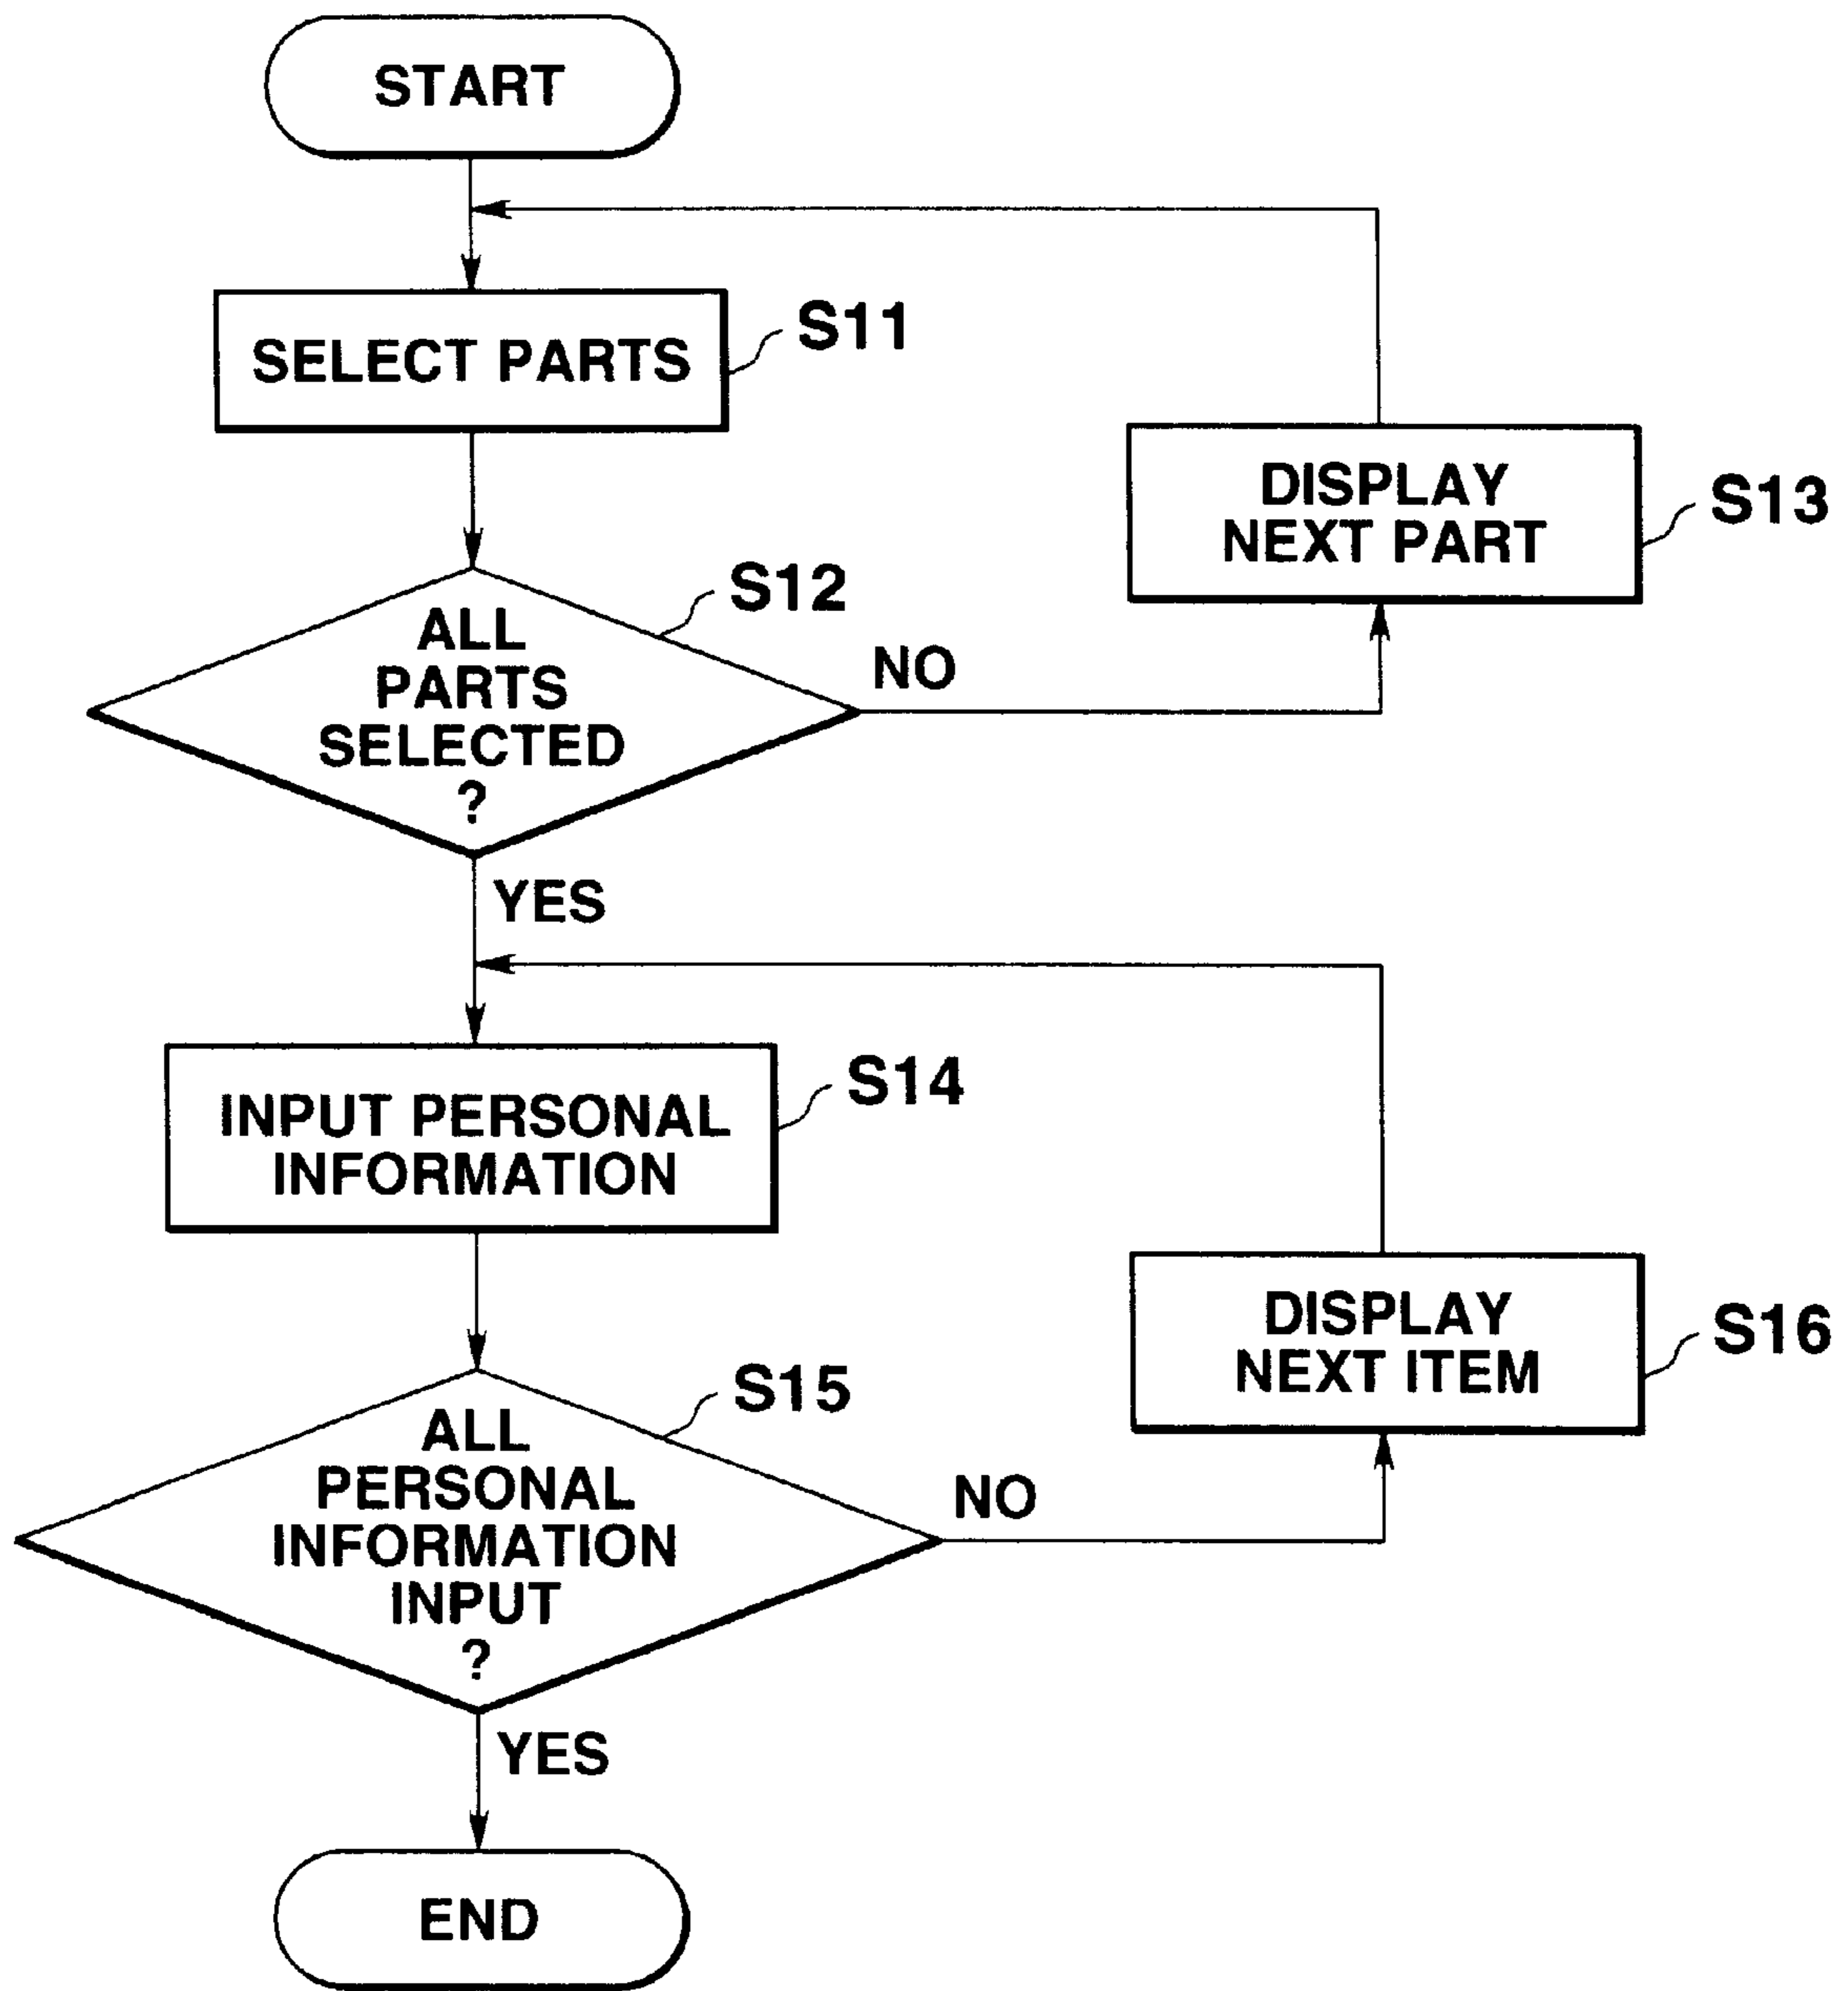 START
SELECT PARTS
S11
DISPLAY
NEXT PART
S13
S12
ALL
PARTS
SELECTED
?
NO
YES
INPUT PERSONAL
INFORMATION
S14
DISPLAY
NEXT ITEM
S16
S15
ALL
PERSONAL
INFORMATION
INPUT
?
NO
YES
END